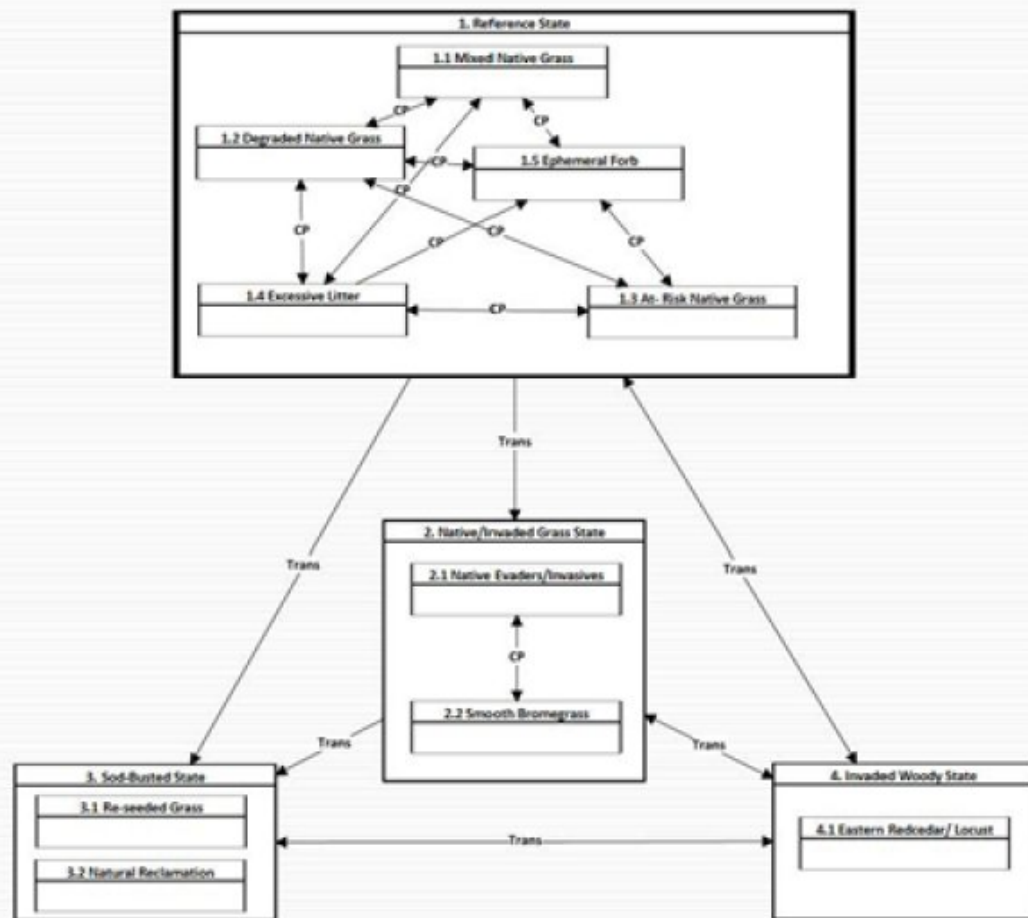 1. Reference State
1.1 Mixed Native Grass
CP
CP
1.2 Degraded Native Grass
1.5 Ephemeral Forb
CP
CP
CP
CP
CP
CP
1.4 Excessive Litter
1.3 At- Risk Native Grass
CP
Trans
Trans
Trans
2. Native/Invaded Grass State
2.1 Native Evaders/Invasives
CP
2.2 Smooth Bromegrass
Trans
Trans
3. Sod-Busted State
4. Invaded Woody State
3.1 Re-seeded Grass
4.1 Eastern Redcedar/ Locust
Trans
3.2 Natural Reclamation